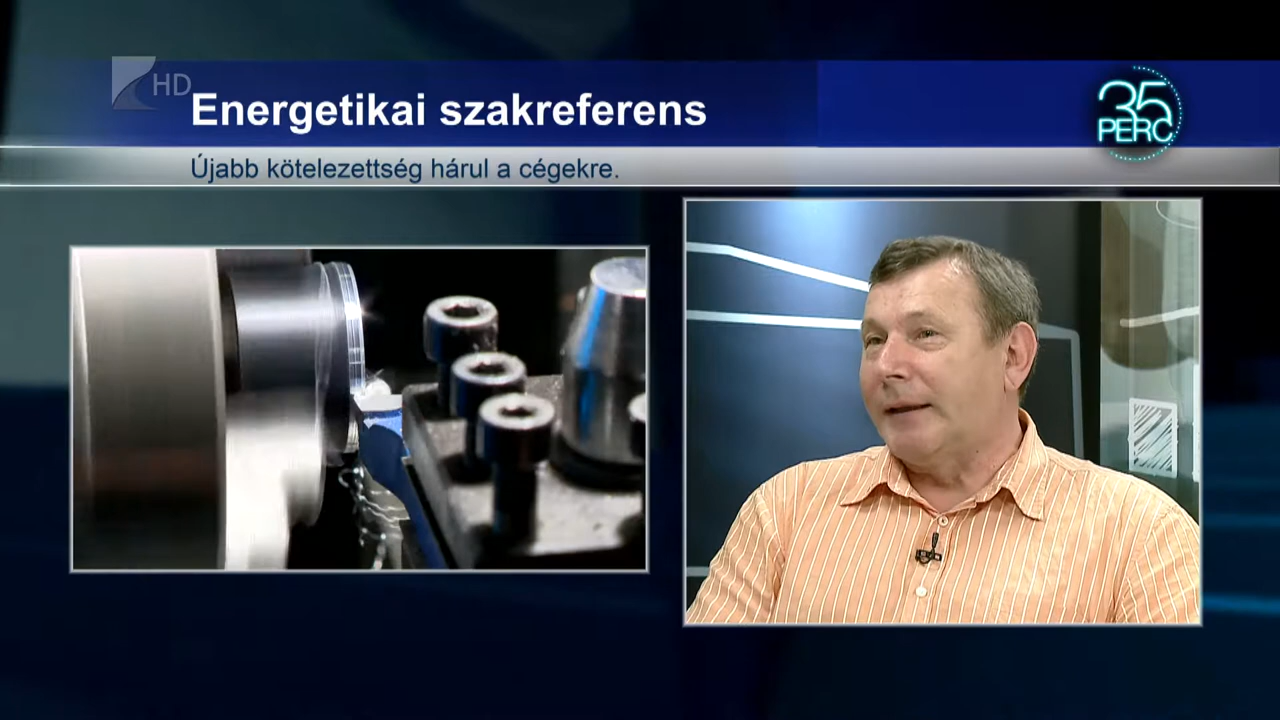 HD
Energetikai szakreferens
35
PERC
Újabb kötelezettség hárul a cégekre.